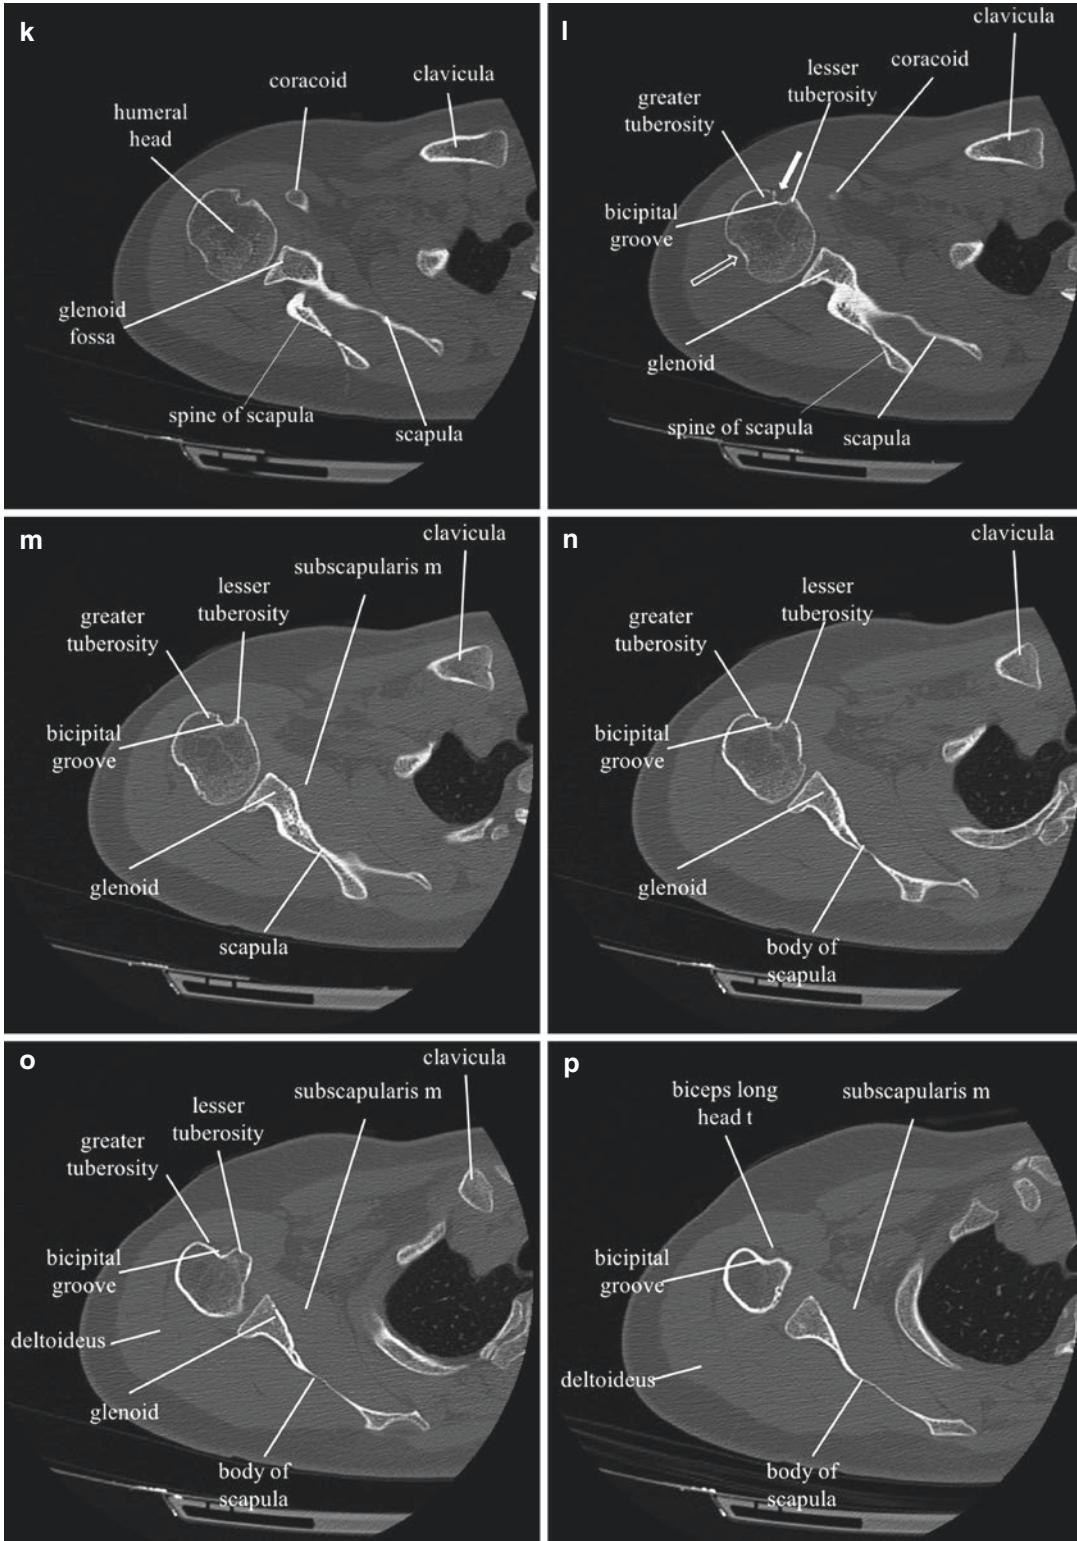 k
coracoid
clavicula
humeral
head
glenoid
fossa
spine of scapula
scapula
l
clavicula
coracoid
lesser
tuberosity
greater
tuberosity
bicipital
groove
glenoid
spine of scapula
scapula
m
clavicula
subscapularis m
lesser
tuberosity
greater
tuberosity
bicipital
groove
glenoid
scapula
n
clavicula
lesser
tuberosity
greater
tuberosity
bicipital
groove
glenoid
body of
scapula
o
clavicula
subscapularis m
lesser
tuberosity
greater
tuberosity
bicipital
groove
deltoideus
glenoid
body of
scapula
p
biceps long
head t
subscapularis m
bicipital
groove
deltoideus
body of
scapula